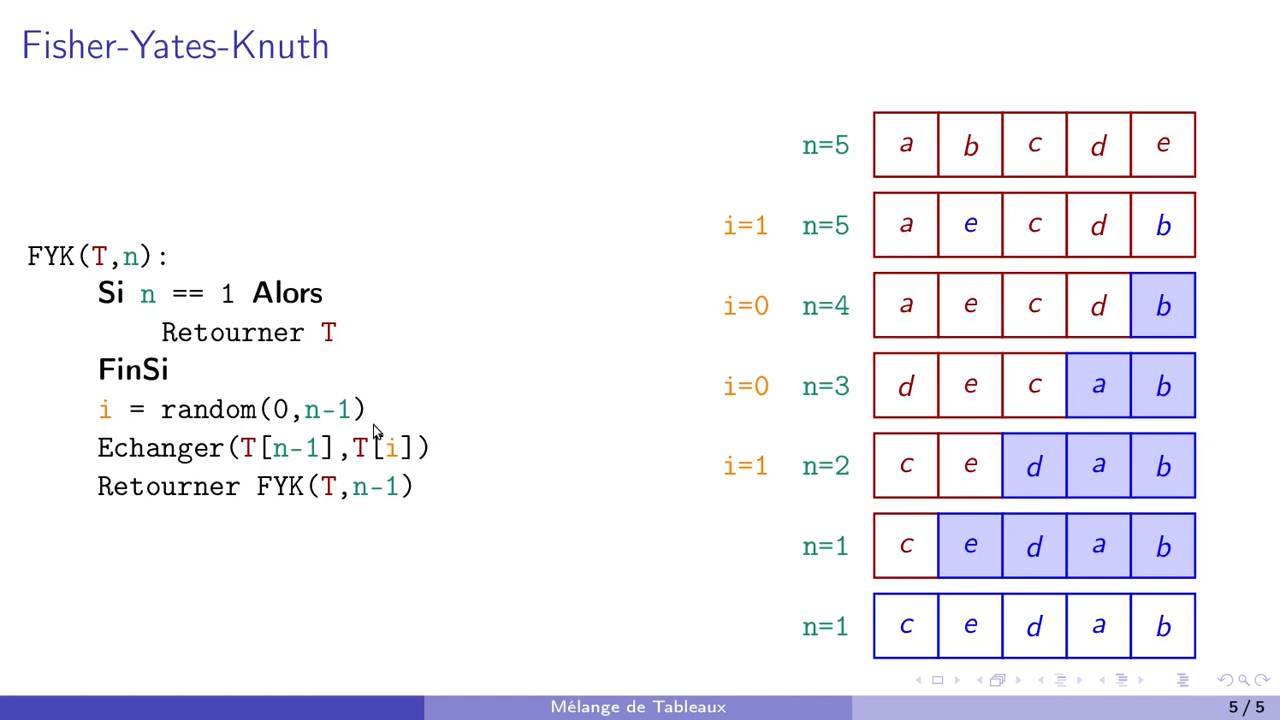 Fisher-Yates-Knuth
FYK(T,n):
Si n == 1 Alors
Retourner T
FinSi
i = random(0,n-1)
Echanger(T[n-1],T[i])
Retourner FYK(T,n-1)
n=5 a b c d e
i=1 n=5 a e c d b
i=0 n=4 a e c d b
i=0 n=3 d e c a b
i=1 n=2 c e d a b
n=1 c e d a b
n=1 c e d a b
Mélange de Tableaux
5 / 5